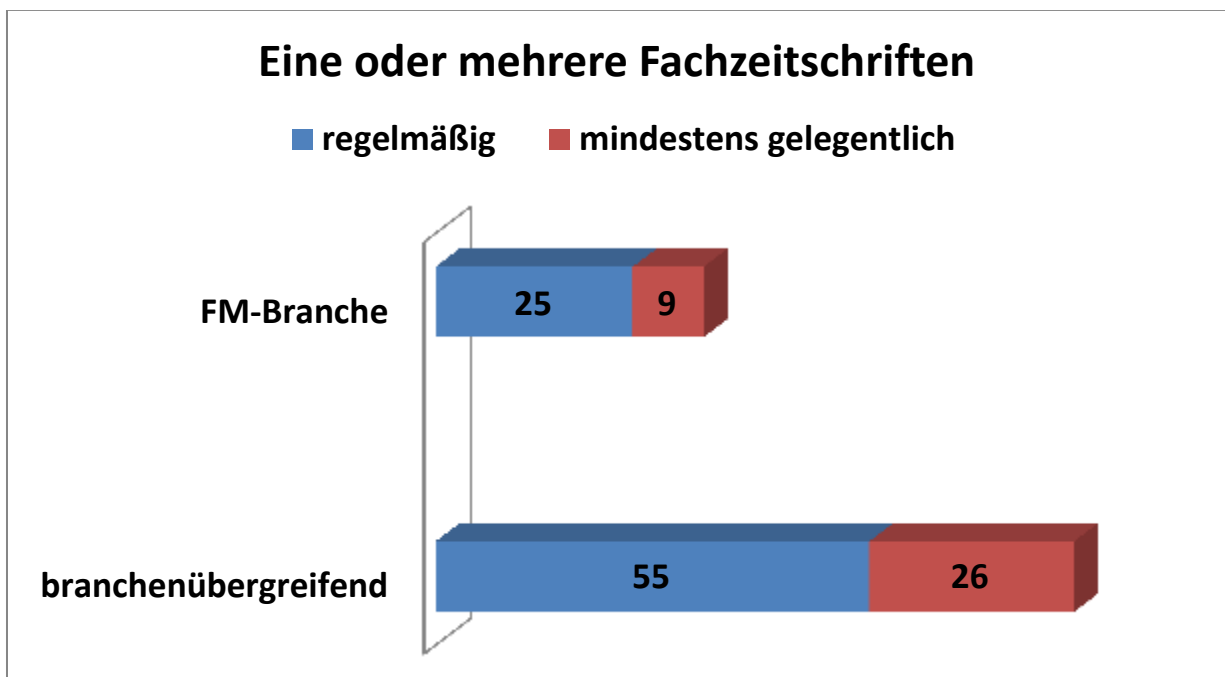 Eine oder mehrere Fachzeitschriften
regelmäßig mindestens gelegentlich
FM-Branche 25 9
branchenübergreifend 55 26